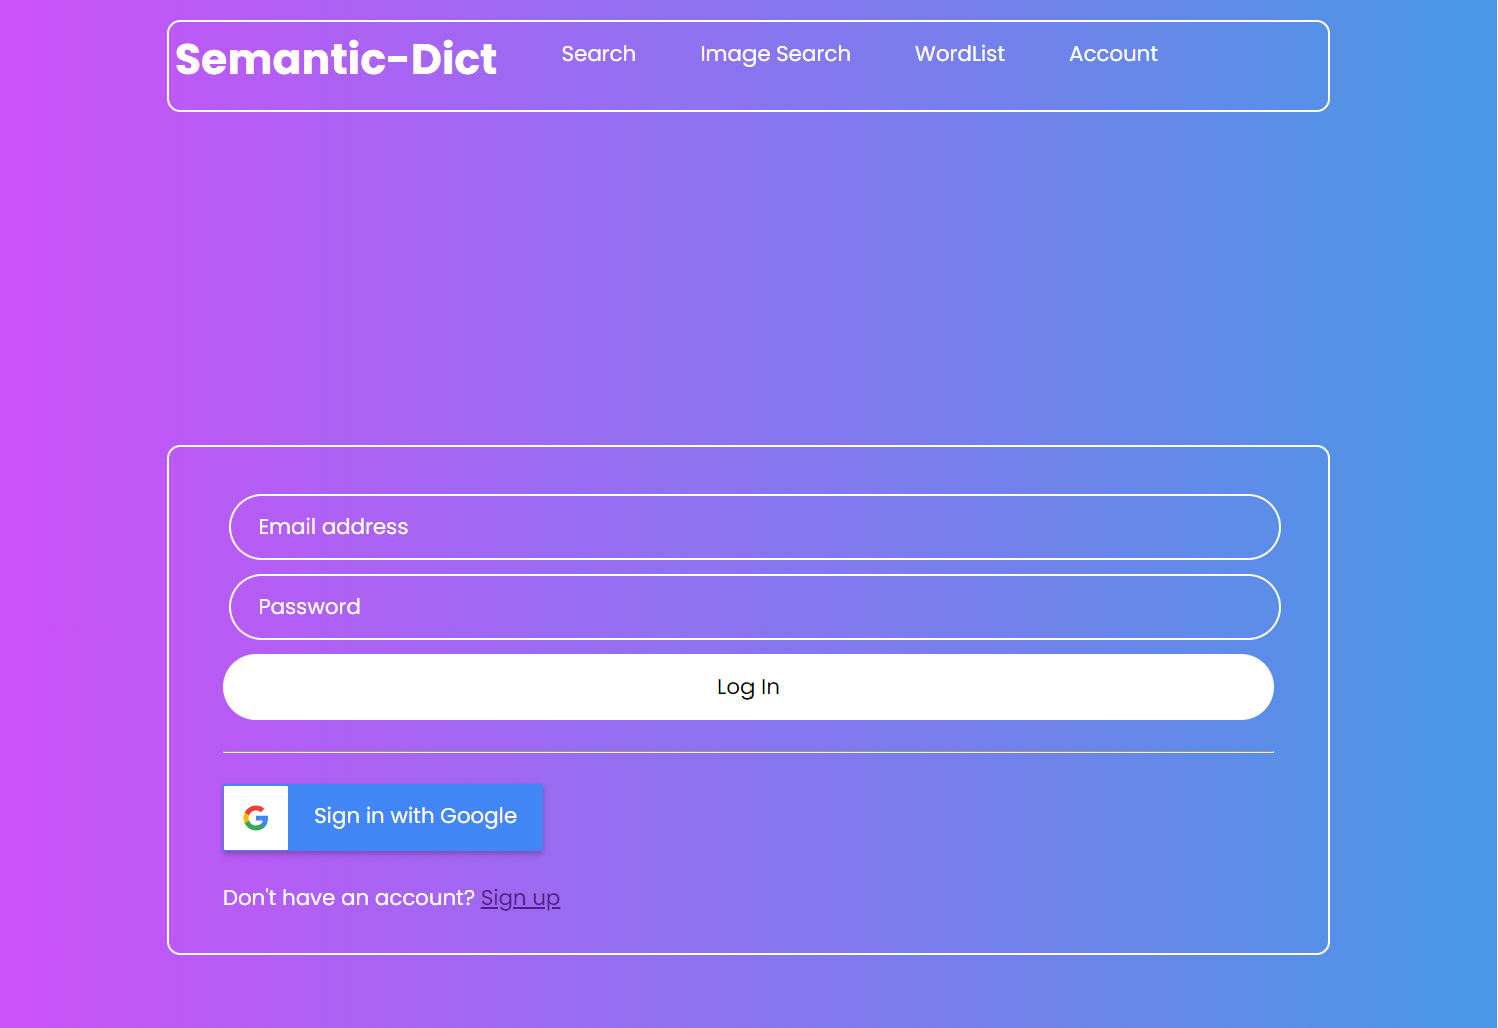 Semantic-Dict Search Image Search WordList Account
Email address
Password
Log In
Sign in with Google
Don't have an account? Sign up